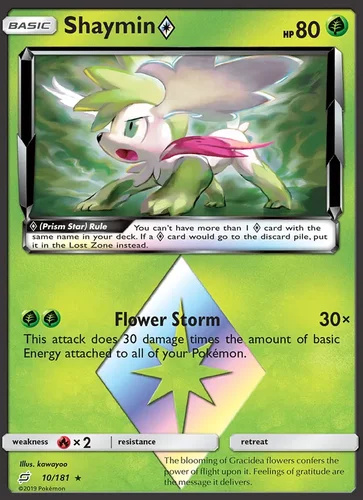 BASIC Shaymin◇ HP80
◇ (Prism Star) Rule You can't have more than 1 ◇ card with the
same name in your deck. If a ◇ card would go to the discard pile, put
it in the Lost Zone instead.
Flower Storm 30×
This attack does 30 damage times the amount of basic
Energy attached to all of your Pokémon.
weakness × 2 resistance retreat
Illus. kawayoo
10/181 ★
©2019 Pokémon
The blooming of Gracidea flowers confers the
power of flight upon it. Feelings of gratitude are
the message it delivers.